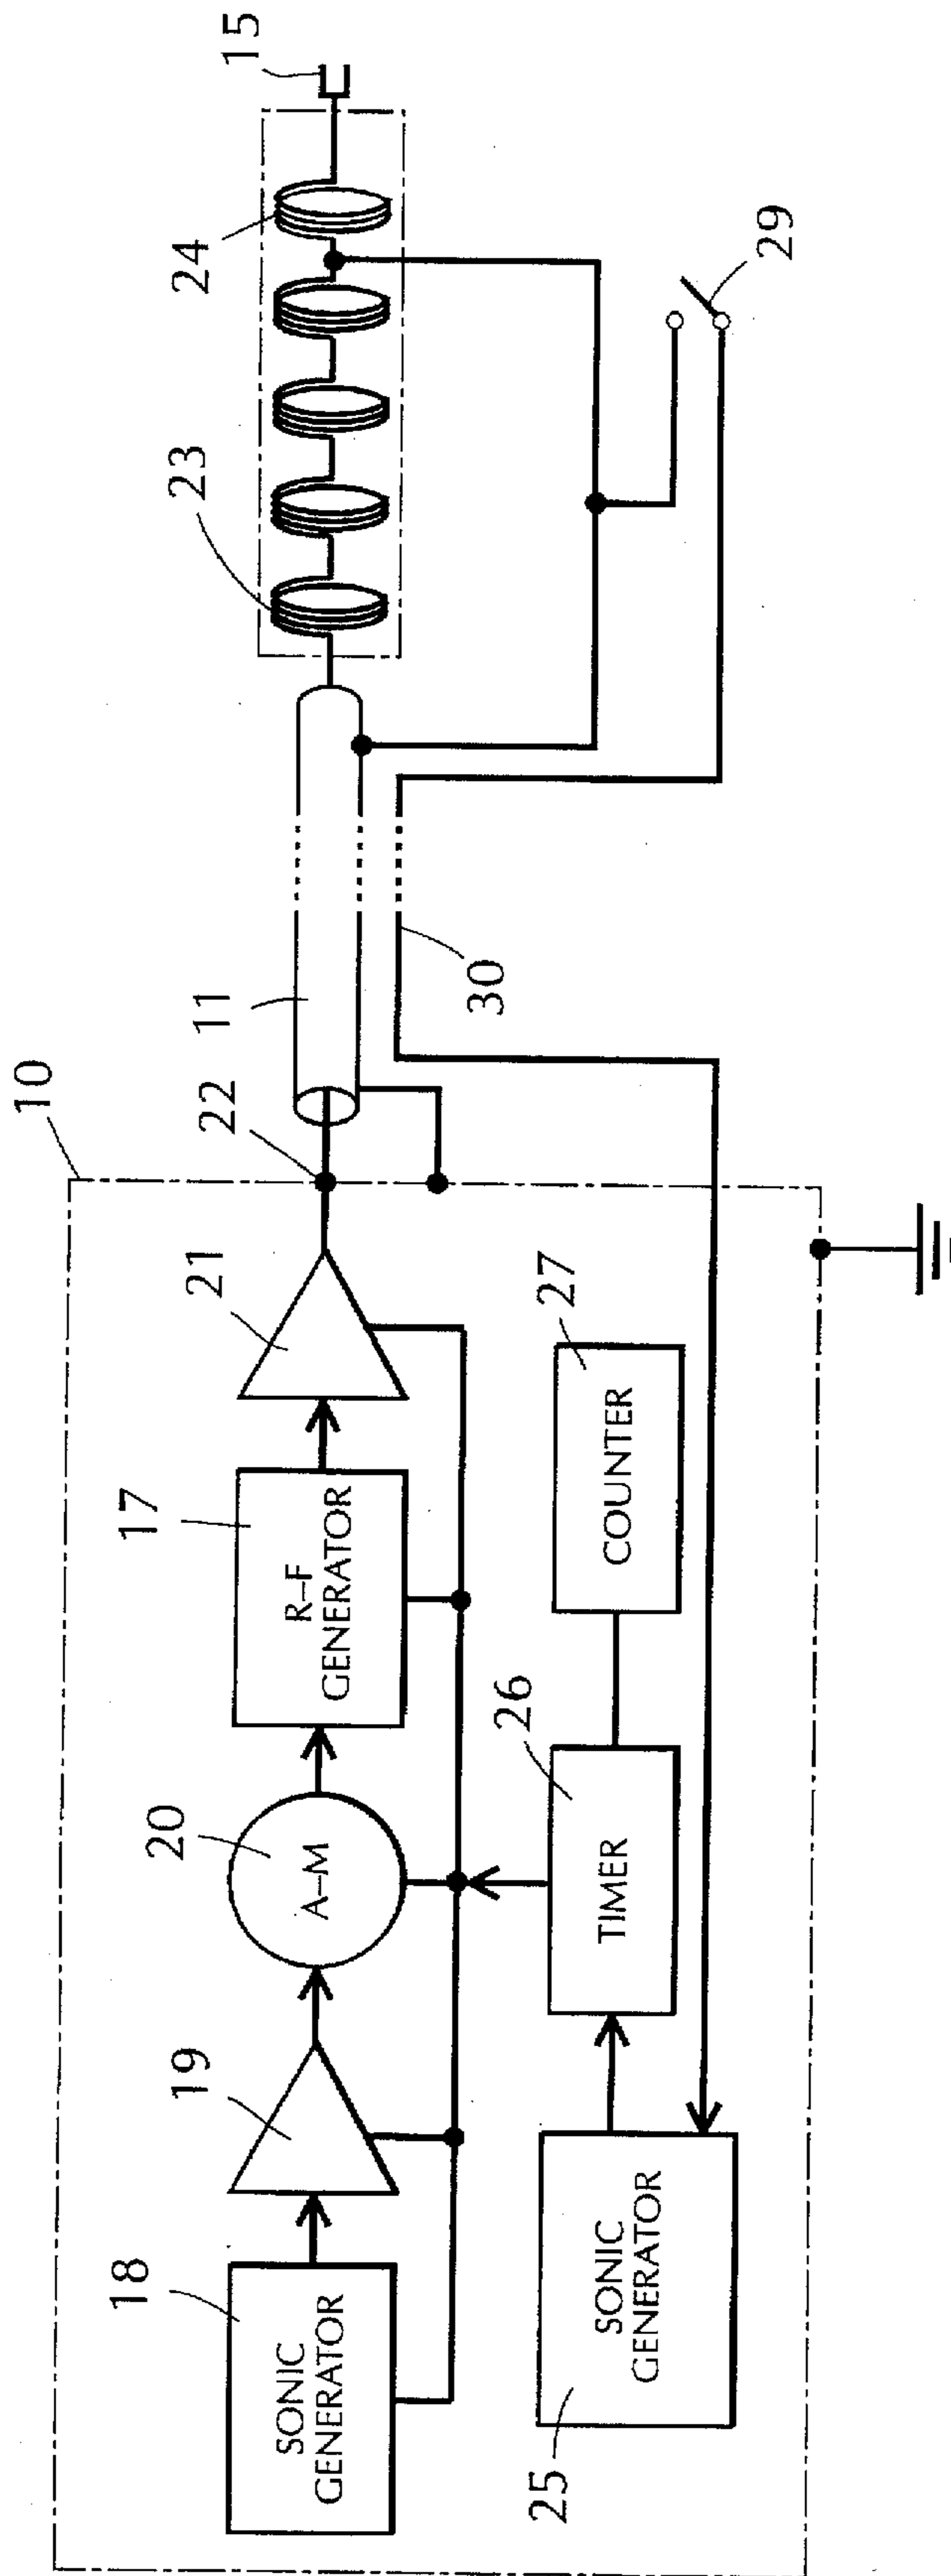 10
18
19
20
17
21
22
11
23
24
15
SONIC
GENERATOR
A–M
R–F
GENERATOR
30
29
25
SONIC
GENERATOR
26
TIMER
27
COUNTER